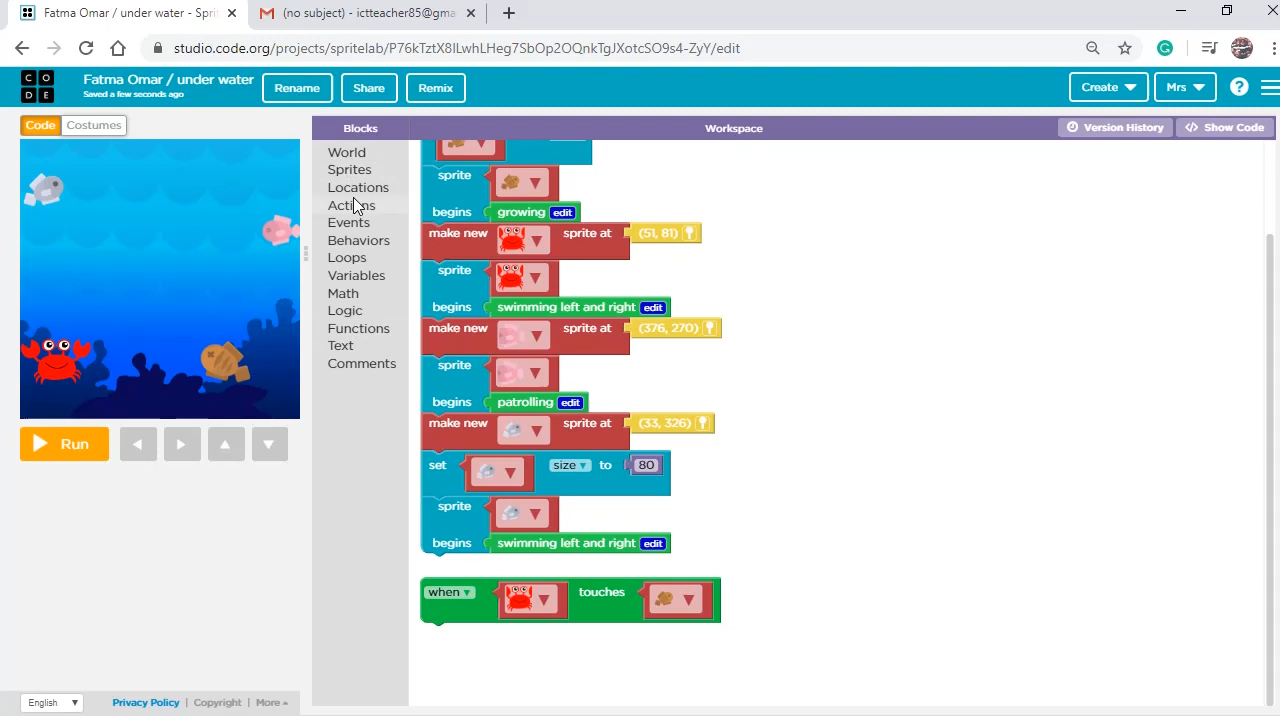 Fatma Omar / under water - Sprit
(no subject) - ictteacher85@gma
studio.code.org/projects/spritelab/P76kTztX8ILwhLHeg7SbOp2OQnkTgJXotcSO9s4-ZyY/edit
C O
D E
Fatma Omar / under water
Saved a few seconds ago
Rename
Share
Remix
Create
Mrs
?
Code
Costumes
Blocks
Workspace
Version History
Show Code
World
Sprites
Locations
Actions
Events
Behaviors
Loops
Variables
Math
Logic
Functions
Text
Comments
sprite
begins growing edit
make new sprite at (51, 81)
sprite
begins swimming left and right edit
make new sprite at (376, 270)
sprite
begins patrolling edit
make new sprite at (33, 326)
set size to 80
sprite
begins swimming left and right edit
when touches
Run
English
Privacy Policy | Copyright | More